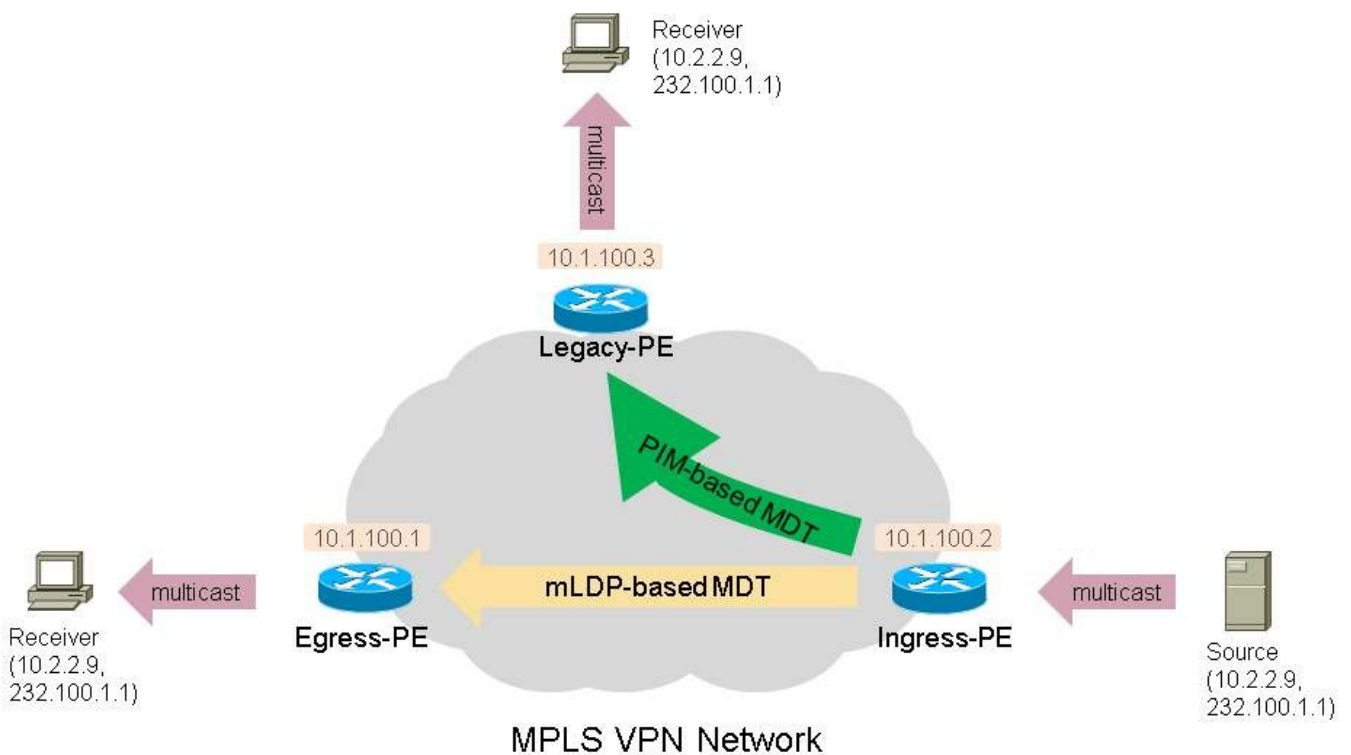 Receiver
(10.2.2.9,
232.100.1.1)
multicast
10.1.100.3
Legacy-PE
PIM-based MDT
10.1.100.1
10.1.100.2
multicast
mLDP-based MDT
multicast
Egress-PE
Ingress-PE
Receiver
(10.2.2.9,
232.100.1.1)
Source
(10.2.2.9,
232.100.1.1)
MPLS VPN Network